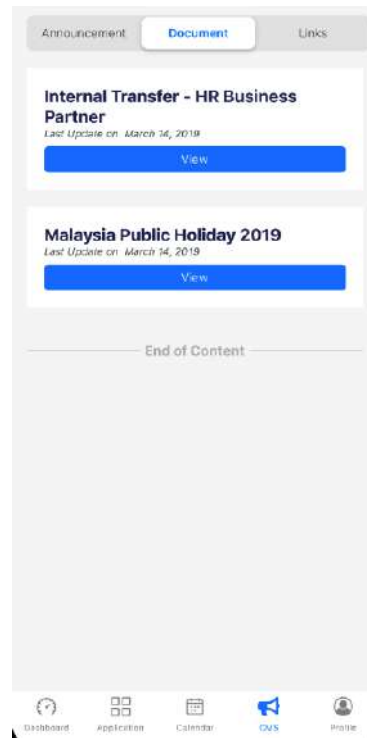 Announcement
Document
Links
Internal Transfer - HR Business
Partner
Last Update on March 14, 2019
View
Malaysia Public Holiday 2019
Last Update on March 14, 2019
View
End of Content
Dashboard
Application
Calendar
CMS
Profile